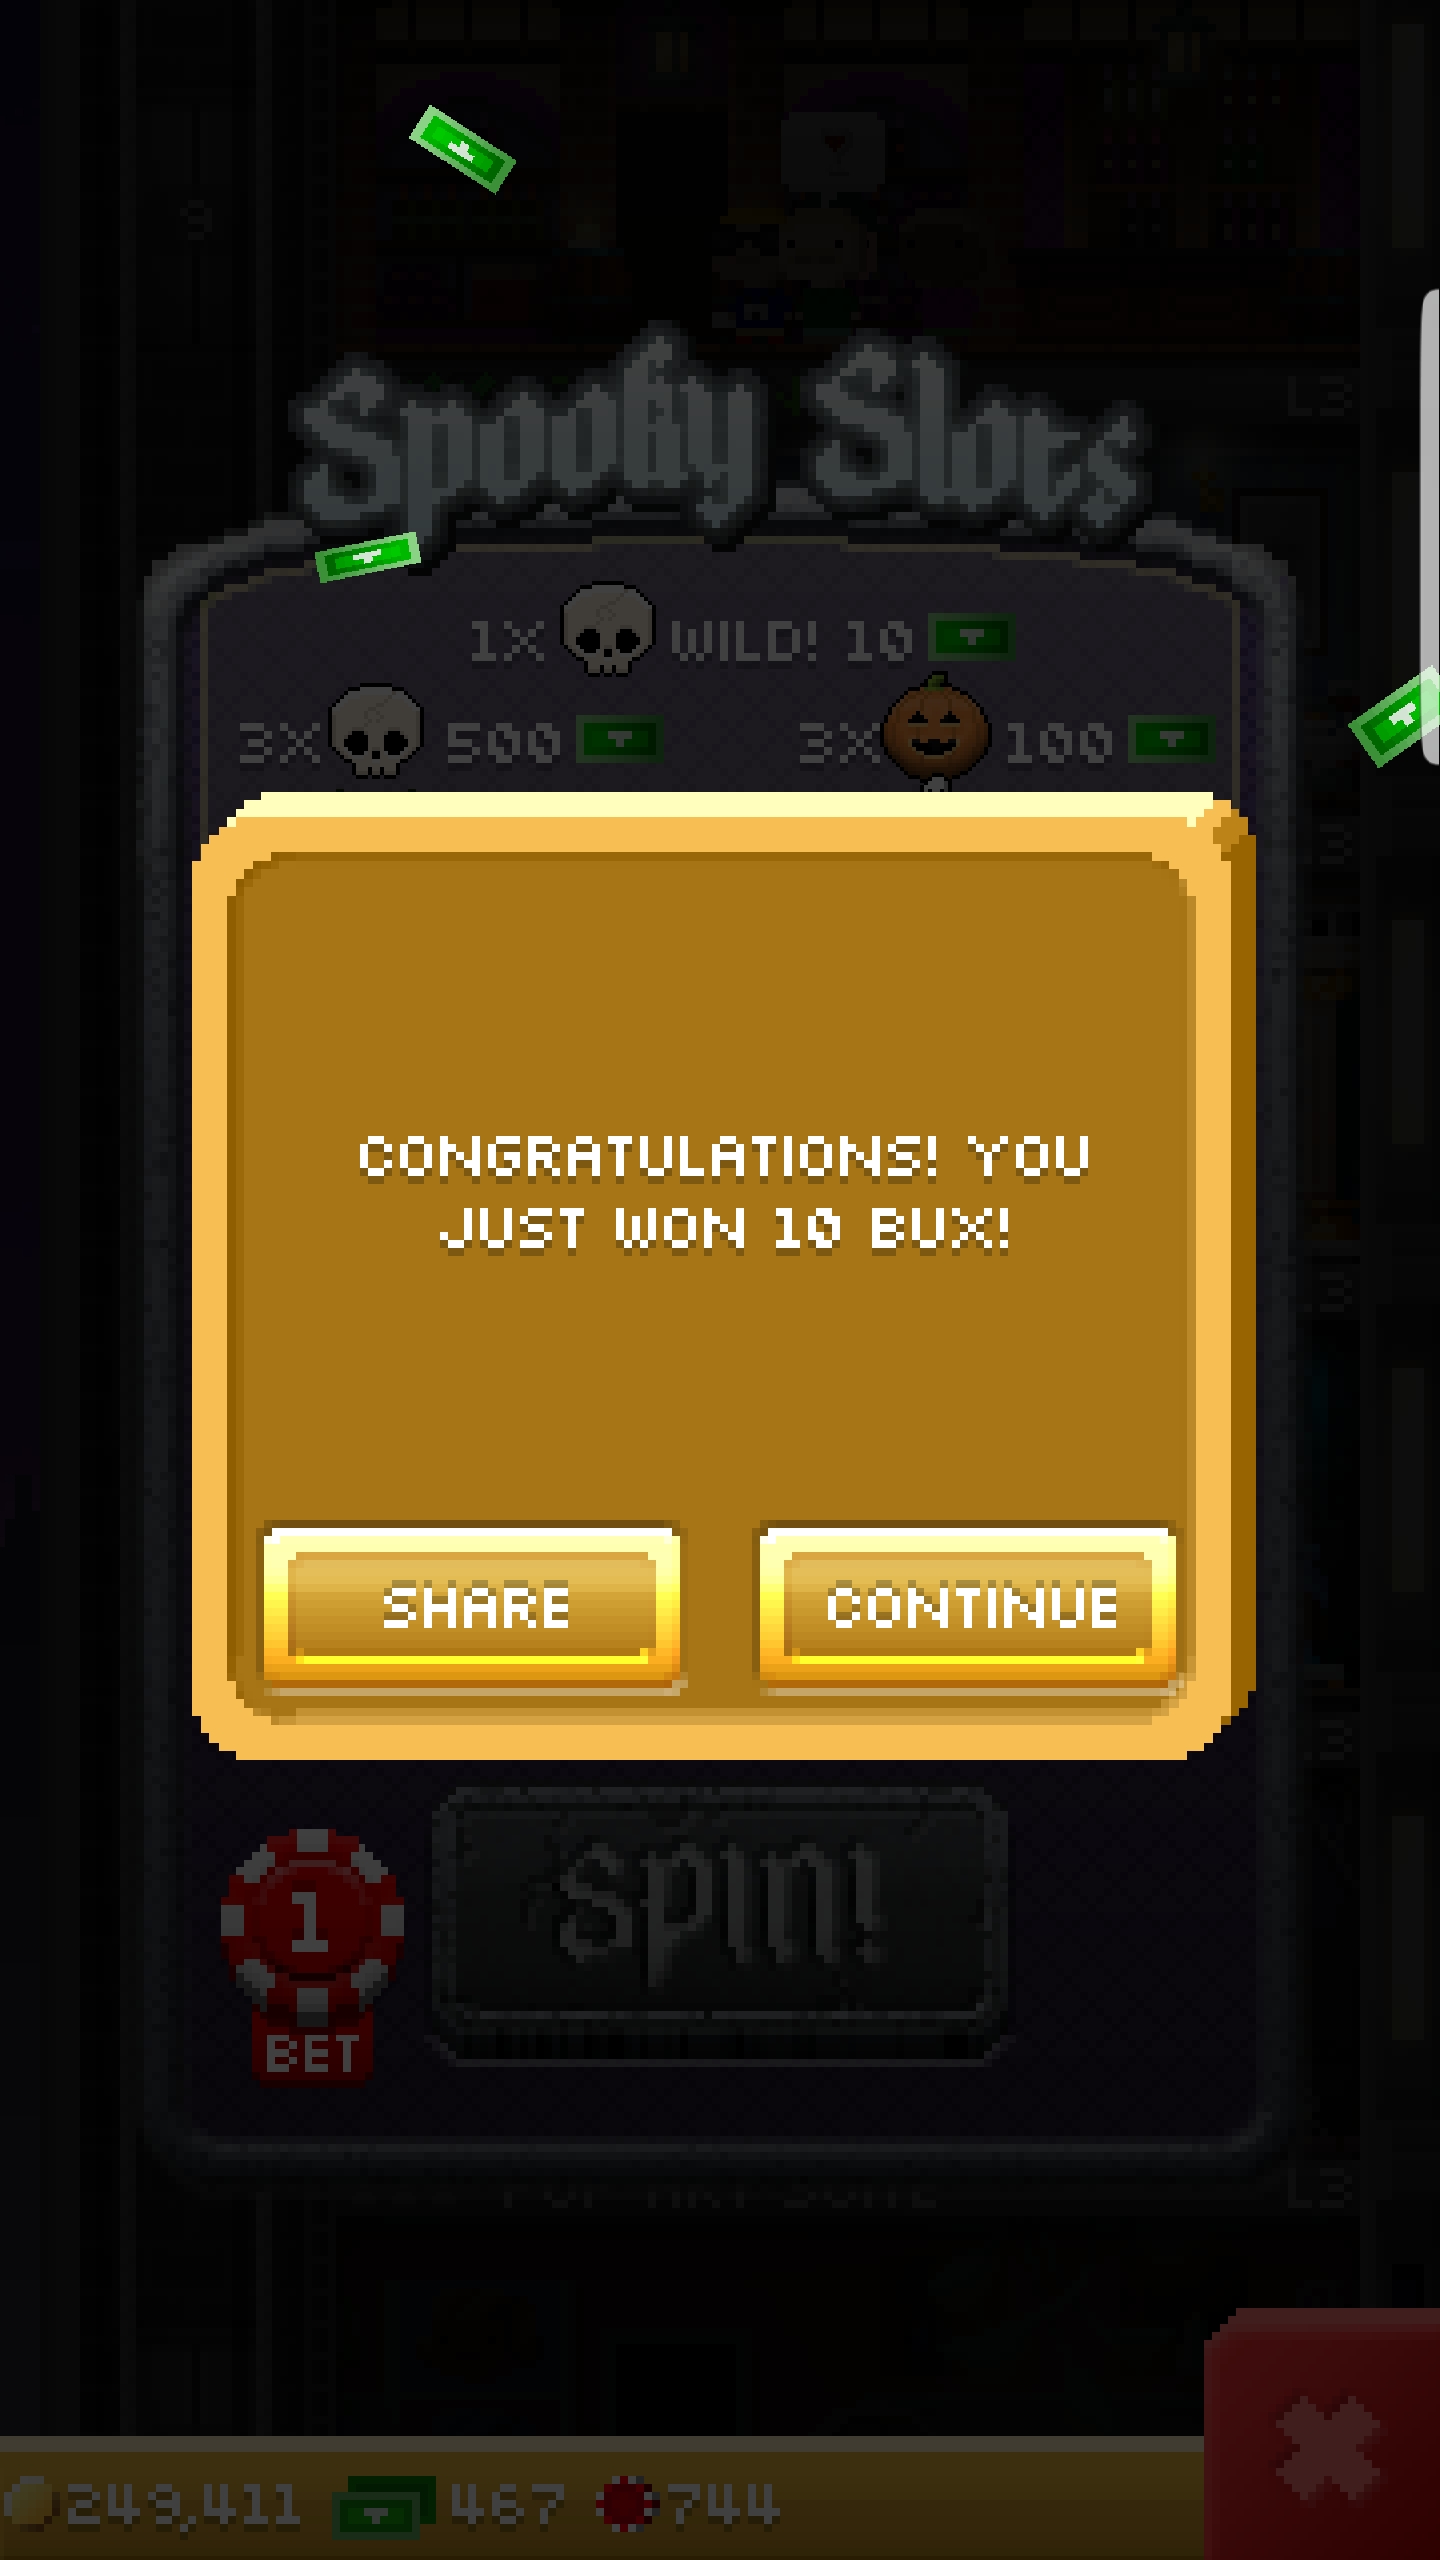 Spooky Slots
1X WILD! 10
3X 500 3X 100
CONGRATULATIONS! YOU
JUST WON 10 BUX!
SHARE CONTINUE
1
BET
SPIN!
249,411 467 744